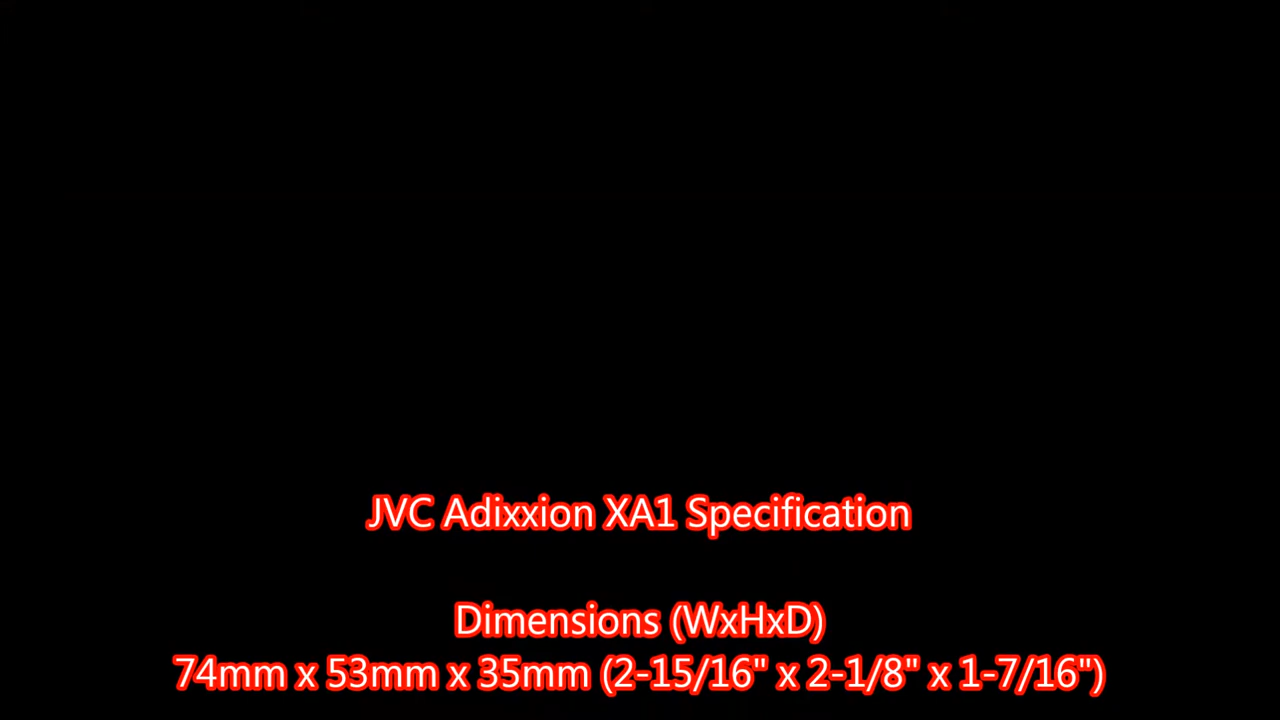 JVC Adixxion XA1 Specification
Dimensions (WxHxD)
74mm x 53mm x 35mm (2-15/16" x 2-1/8" x 1-7/16")